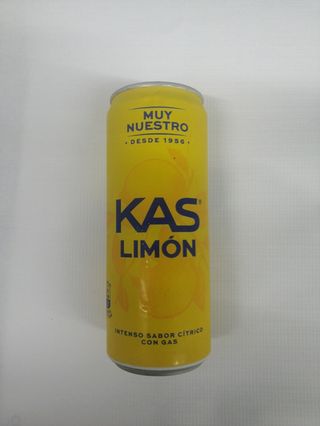 MUY
NUESTRO
• DESDE 1956 •
KAS®
LIMÓN
INTENSO SABOR CÍTRICO
CON GAS